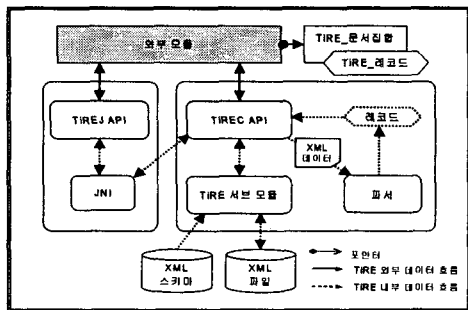 외부 모듈
TIRE_문서집합
TIRE_레코드
TIREJ API
TIREC API
레코드
XML
데이터
JNI
TIRE 서브 모듈
파서
XML
스키마
XML
파일
포인터
TIRE 외부 데이터 흐름
TIRE 내부 데이터 흐름